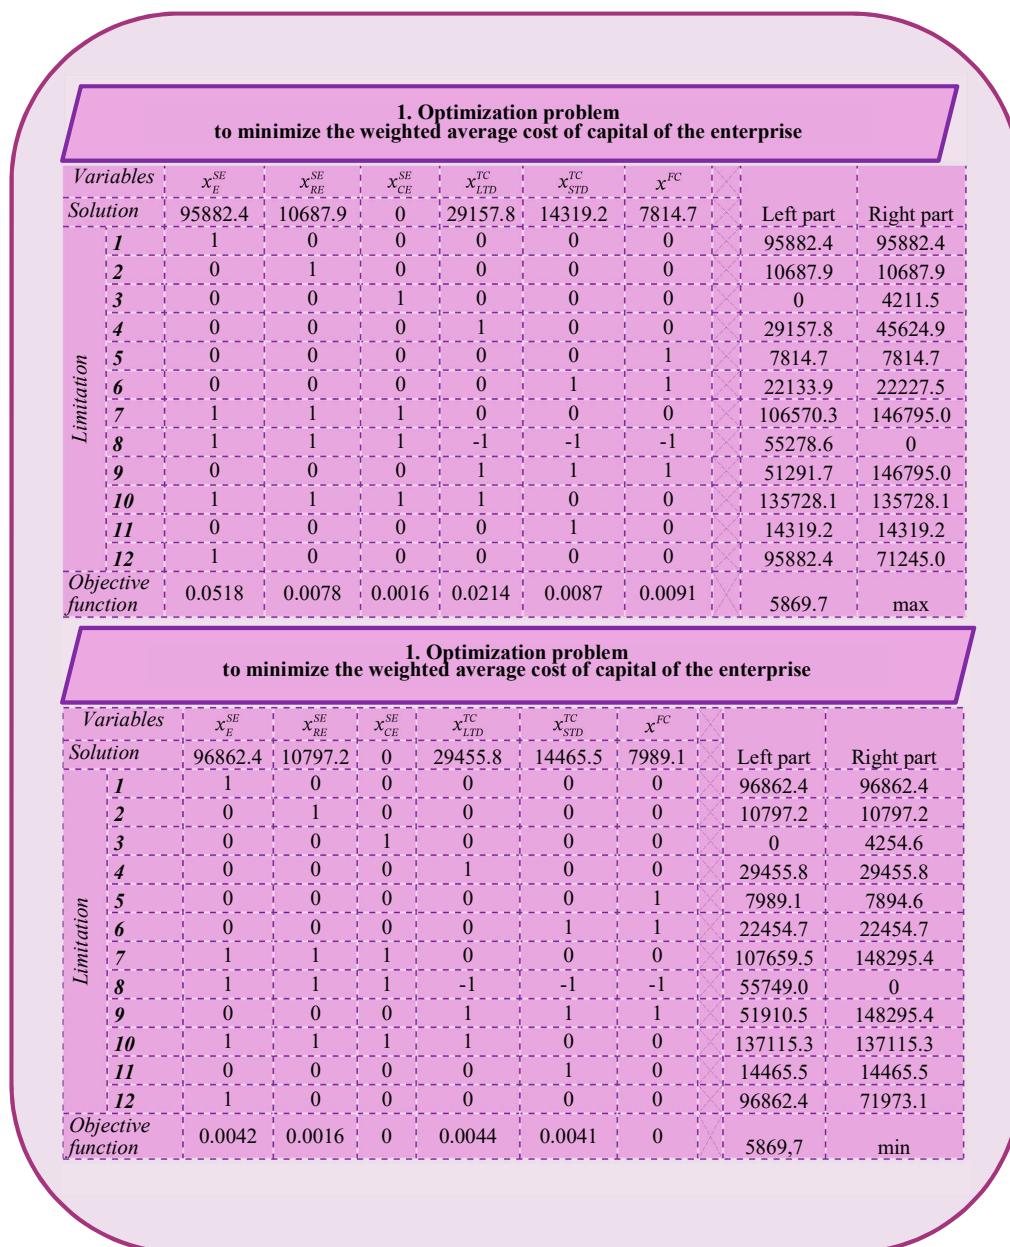 1. Optimization problem
to minimize the weighted average cost of capital of the enterprise
Variables x_E^SE x_RE^SE x_CE^SE x_LTD^TC x_STD^TC x^FC
Solution 95882.4 10687.9 0 29157.8 14319.2 7814.7 Left part Right part
Limitation
1 1 0 0 0 0 0 95882.4 95882.4
2 0 1 0 0 0 0 10687.9 10687.9
3 0 0 1 0 0 0 0 4211.5
4 0 0 0 1 0 0 29157.8 45624.9
5 0 0 0 0 0 1 7814.7 7814.7
6 0 0 0 0 1 1 22133.9 22227.5
7 1 1 1 0 0 0 106570.3 146795.0
8 1 1 1 -1 -1 -1 55278.6 0
9 0 0 0 1 1 1 51291.7 146795.0
10 1 1 1 1 0 0 135728.1 135728.1
11 0 0 0 0 1 0 14319.2 14319.2
12 1 0 0 0 0 0 95882.4 71245.0
Objective function 0.0518 0.0078 0.0016 0.0214 0.0087 0.0091 5869.7 max
1. Optimization problem
to minimize the weighted average cost of capital of the enterprise
Variables x_E^SE x_RE^SE x_CE^SE x_LTD^TC x_STD^TC x^FC
Solution 96862.4 10797.2 0 29455.8 14465.5 7989.1 Left part Right part
Limitation
1 1 0 0 0 0 0 96862.4 96862.4
2 0 1 0 0 0 0 10797.2 10797.2
3 0 0 1 0 0 0 0 4254.6
4 0 0 0 1 0 0 29455.8 29455.8
5 0 0 0 0 0 1 7989.1 7894.6
6 0 0 0 0 1 1 22454.7 22454.7
7 1 1 1 0 0 0 107659.5 148295.4
8 1 1 1 -1 -1 -1 55749.0 0
9 0 0 0 1 1 1 51910.5 148295.4
10 1 1 1 1 0 0 137115.3 137115.3
11 0 0 0 0 1 0 14465.5 14465.5
12 1 0 0 0 0 0 96862.4 71973.1
Objective function 0.0042 0.0016 0 0.0044 0.0041 0 5869,7 min